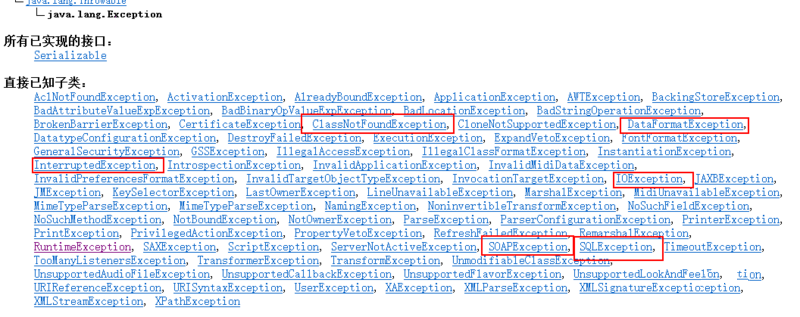 java.lang.Throwable
java.lang.Exception
所有已实现的接口：
Serializable
直接已知子类：
AclNotFoundException, ActivationException, AlreadyBoundException, ApplicationException, AWTException, BackingStoreException,
BadAttributeValueExpException, BadBinaryOpValueExpException, BadLocationException, BadStringOperationException,
BrokenBarrierException, CertificateException, ClassNotFoundException, CloneNotSupportedException, DataFormatException,
DatatypeConfigurationException, DestroyFailedException, ExecutionException, ExpandVetoException, FontFormatException,
GeneralSecurityException, GSSException, IllegalAccessException, IllegalClassFormatException, InstantiationException,
InterruptedException, IntrospectionException, InvalidApplicationException, InvalidMidiDataException,
InvalidPreferencesFormatException, InvalidTargetObjectTypeException, InvocationTargetException, IOException, JAXBException,
JMException, KeySelectorException, LastOwnerException, LineUnavailableException, MarshalException, MidiUnavailableException,
MimeTypeParseException, MimeTypeParseException, NamingException, NoninvertibleTransformException, NoSuchFieldException,
NoSuchMethodException, NotBoundException, NotOwnerException, ParseException, ParserConfigurationException, PrinterException,
PrintException, PrivilegedActionException, PropertyVetoException, RefreshFailedException, RemarshalException,
RuntimeException, SAXException, ScriptException, ServerNotActiveException, SOAPException, SQLException, TimeoutException,
TooManyListenersException, TransformerException, TransformException, UnmodifiableClassException,
UnsupportedAudioFileException, UnsupportedCallbackException, UnsupportedFlavorException, UnsupportedLookAndFeel tion,
URIReferenceException, URISyntaxException, UserException, XAException, XMLParseException, XMLSignatureException,
XMLStreamException, XPathException